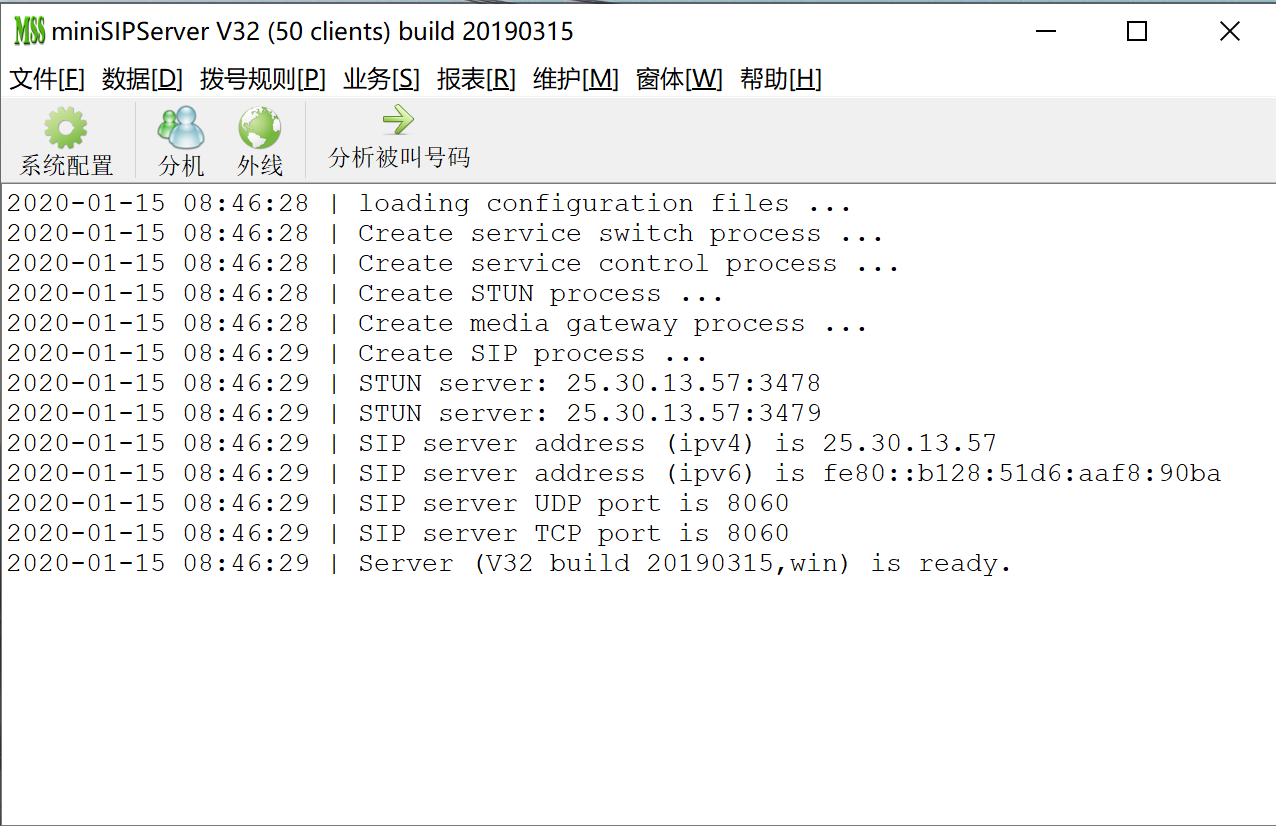 MSS miniSIPServer V32 (50 clients) build 20190315
文件[F] 数据[D] 拨号规则[P] 业务[S] 报表[R] 维护[M] 窗体[W] 帮助[H]
系统配置 分机 外线 分析被叫号码
2020-01-15 08:46:28 | loading configuration files ...
2020-01-15 08:46:28 | Create service switch process ...
2020-01-15 08:46:28 | Create service control process ...
2020-01-15 08:46:28 | Create STUN process ...
2020-01-15 08:46:28 | Create media gateway process ...
2020-01-15 08:46:29 | Create SIP process ...
2020-01-15 08:46:29 | STUN server: 25.30.13.57:3478
2020-01-15 08:46:29 | STUN server: 25.30.13.57:3479
2020-01-15 08:46:29 | SIP server address (ipv4) is 25.30.13.57
2020-01-15 08:46:29 | SIP server address (ipv6) is fe80::b128:51d6:aaf8:90ba
2020-01-15 08:46:29 | SIP server UDP port is 8060
2020-01-15 08:46:29 | SIP server TCP port is 8060
2020-01-15 08:46:29 | Server (V32 build 20190315,win) is ready.